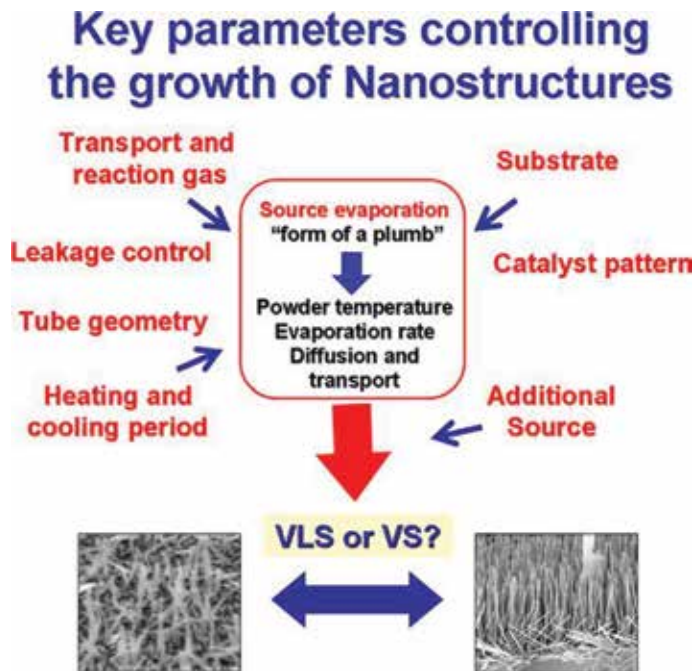 Key parameters controlling
the growth of Nanostructures
Transport and
reaction gas
Substrate
Source evaporation
“form of a plumb”
Leakage control
Catalyst pattern
Powder temperature
Evaporation rate
Diffusion and
transport
Tube geometry
Heating and
cooling period
Additional
Source
VLS or VS?